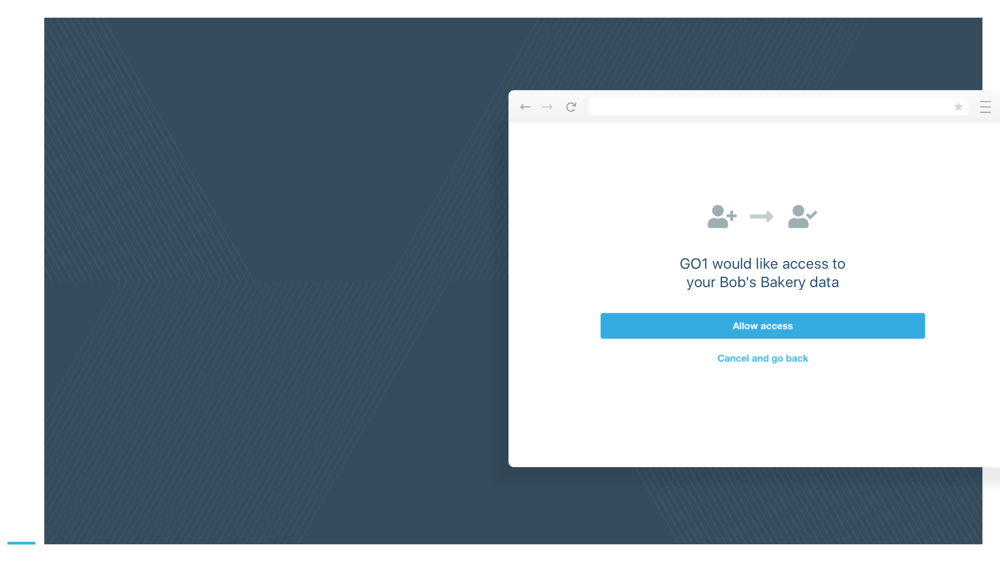 GO1 would like access to
your Bob's Bakery data
Allow access
Cancel and go back